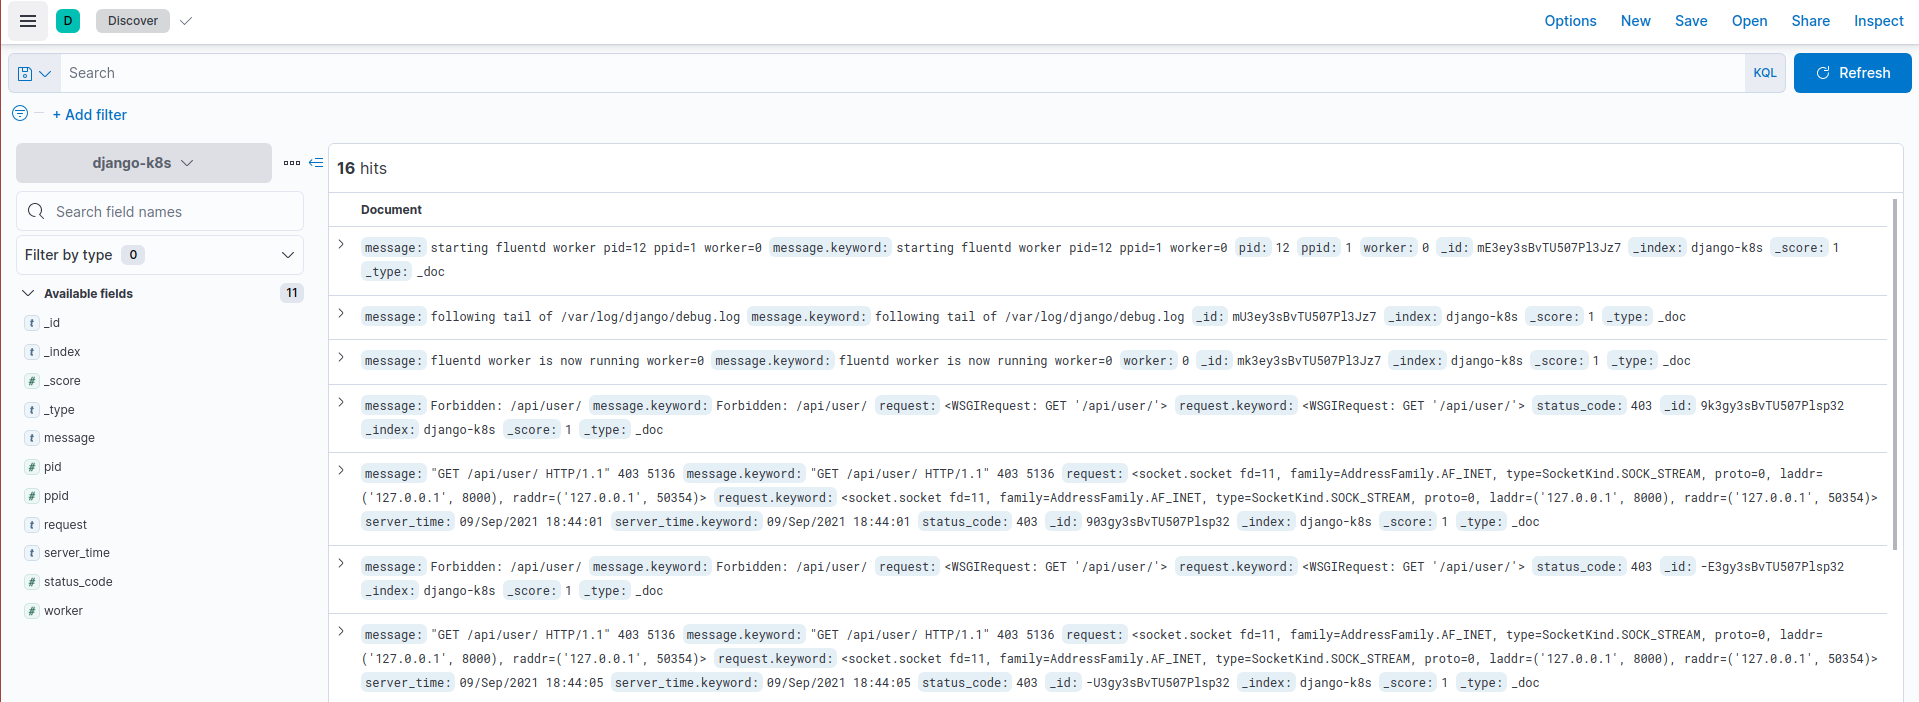 D Discover Options New Save Open Share Inspect
Search KQL Refresh
+ Add filter
django-k8s
Search field names
Filter by type 0
Available fields 11
t _id
t _index
# _score
t _type
t message
# pid
# ppid
t request
t server_time
# status_code
# worker
16 hits
Document
message: starting fluentd worker pid=12 ppid=1 worker=0 message.keyword: starting fluentd worker pid=12 ppid=1 worker=0 pid: 12 ppid: 1 worker: 0 _id: mE3ey3sBvTU507Pl3Jz7 _index: django-k8s _score: 1
_type: _doc
message: following tail of /var/log/django/debug.log message.keyword: following tail of /var/log/django/debug.log _id: mU3ey3sBvTU507Pl3Jz7 _index: django-k8s _score: 1 _type: _doc
message: fluentd worker is now running worker=0 message.keyword: fluentd worker is now running worker=0 worker: 0 _id: mk3ey3sBvTU507Pl3Jz7 _index: django-k8s _score: 1 _type: _doc
message: Forbidden: /api/user/ message.keyword: Forbidden: /api/user/ request: <WSGIRequest: GET '/api/user/'> request.keyword: <WSGIRequest: GET '/api/user/'> status_code: 403 _id: 9k3gy3sBvTU507Plsp32
_index: django-k8s _score: 1 _type: _doc
message: "GET /api/user/ HTTP/1.1" 403 5136 message.keyword: "GET /api/user/ HTTP/1.1" 403 5136 request: <socket.socket fd=11, family=AddressFamily.AF_INET, type=SocketKind.SOCK_STREAM, proto=0, laddr=
('127.0.0.1', 8000), raddr=('127.0.0.1', 50354)> request.keyword: <socket.socket fd=11, family=AddressFamily.AF_INET, type=SocketKind.SOCK_STREAM, proto=0, laddr=('127.0.0.1', 8000), raddr=('127.0.0.1', 50354)>
server_time: 09/Sep/2021 18:44:01 server_time.keyword: 09/Sep/2021 18:44:01 status_code: 403 _id: 903gy3sBvTU507Plsp32 _index: django-k8s _score: 1 _type: _doc
message: Forbidden: /api/user/ message.keyword: Forbidden: /api/user/ request: <WSGIRequest: GET '/api/user/'> request.keyword: <WSGIRequest: GET '/api/user/'> status_code: 403 _id: -E3gy3sBvTU507Plsp32
_index: django-k8s _score: 1 _type: _doc
message: "GET /api/user/ HTTP/1.1" 403 5136 message.keyword: "GET /api/user/ HTTP/1.1" 403 5136 request: <socket.socket fd=11, family=AddressFamily.AF_INET, type=SocketKind.SOCK_STREAM, proto=0, laddr=
('127.0.0.1', 8000), raddr=('127.0.0.1', 50354)> request.keyword: <socket.socket fd=11, family=AddressFamily.AF_INET, type=SocketKind.SOCK_STREAM, proto=0, laddr=('127.0.0.1', 8000), raddr=('127.0.0.1', 50354)>
server_time: 09/Sep/2021 18:44:05 server_time.keyword: 09/Sep/2021 18:44:05 status_code: 403 _id: -U3gy3sBvTU507Plsp32 _index: django-k8s _score: 1 _type: _doc